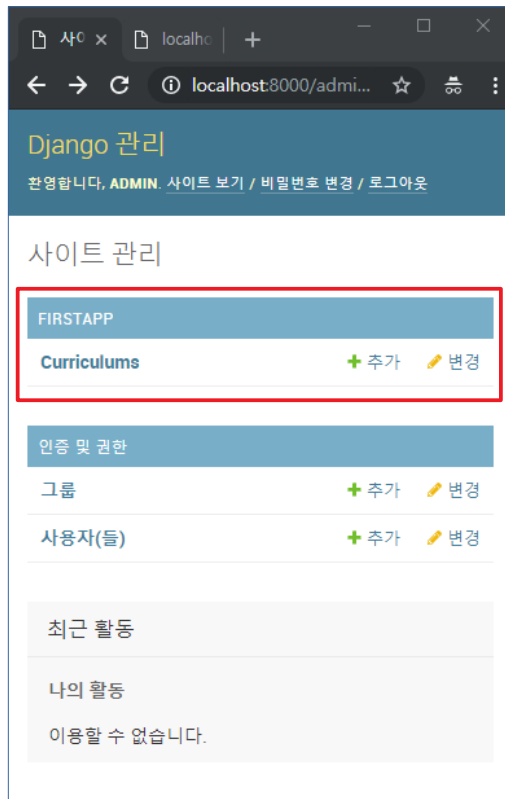 사이
localho
localhost:8000/admi...
Django 관리
환영합니다, ADMIN. 사이트 보기 / 비밀번호 변경 / 로그아웃
사이트 관리
FIRSTAPP
Curriculums 추가 변경
인증 및 권한
그룹 추가 변경
사용자(들) 추가 변경
최근 활동
나의 활동
이용할 수 없습니다.